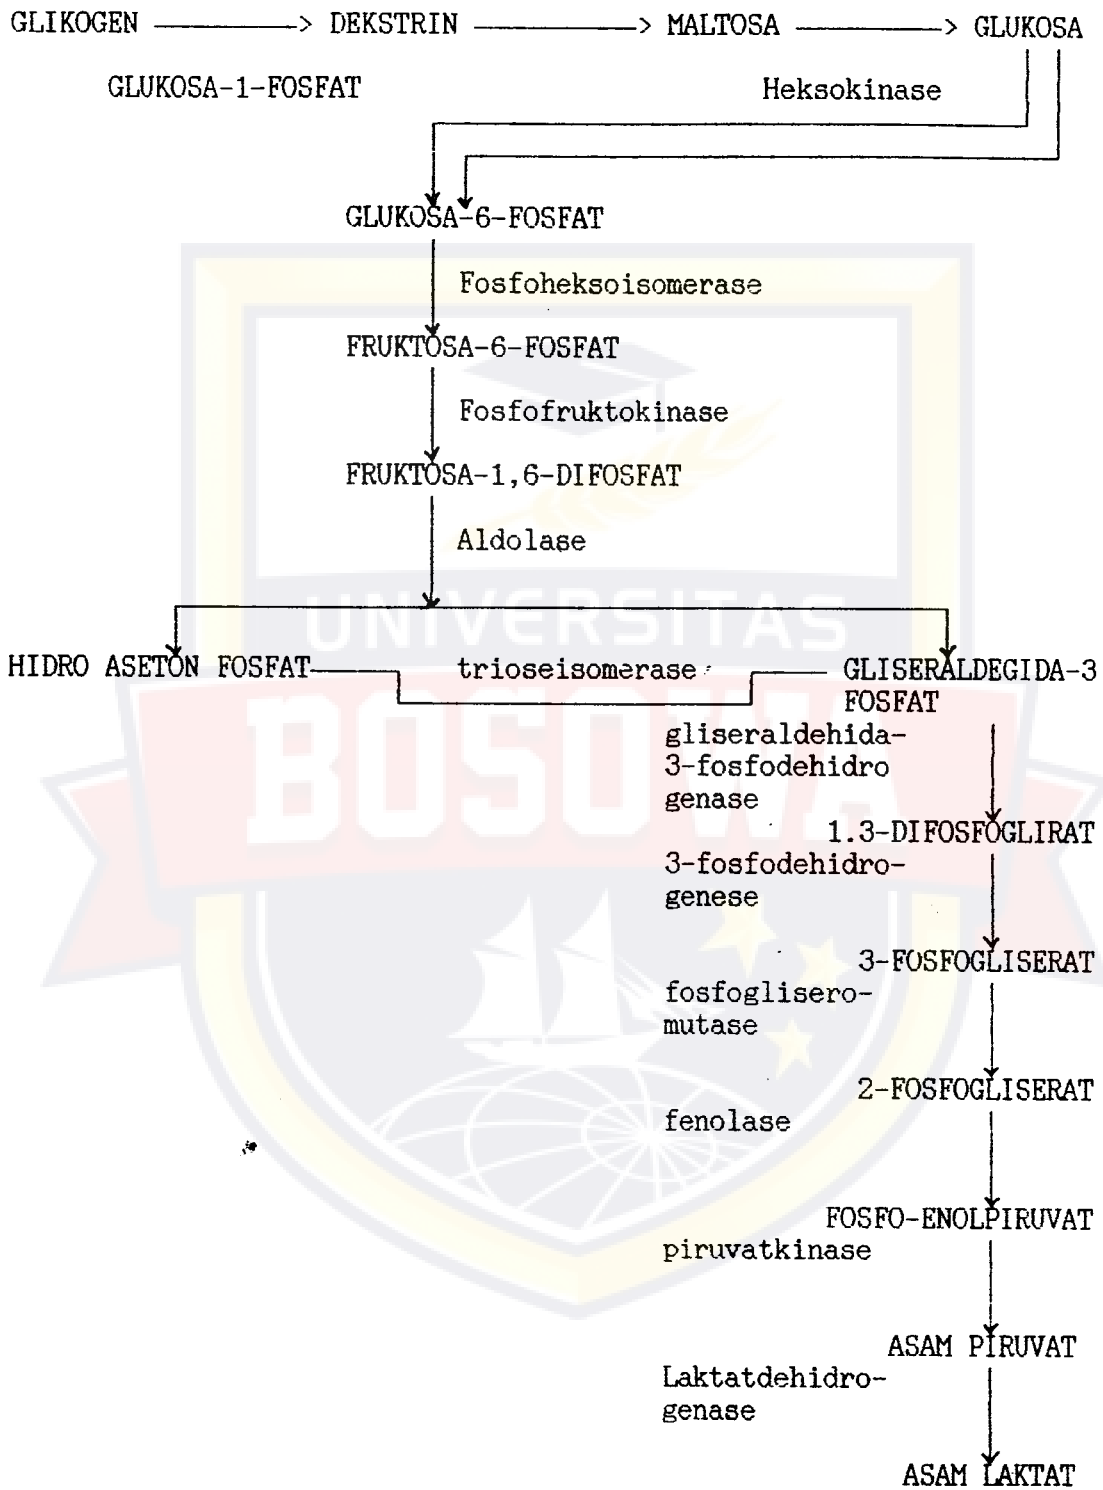 GLIKOGEN ———> DEKSTRIN ———> MALTOSA ———> GLUKOSA
GLUKOSA-1-FOSFAT Heksokinase
GLUKOSA-6-FOSFAT
Fosfoheksoisomerase
FRUKTOSA-6-FOSFAT
Fosfofruktokinase
FRUKTOSA-1,6-DIFOSFAT
Aldolase
UNIVERSITAS
HIDRO ASETON FOSFAT trioseisomerase GLISERALDEGIDA-3
FOSFAT
BOSOWA
gliseraldehida-
3-fosfodehidro
genase
1.3-DIFOSFOGLIRAT
3-fosfodehidro-
genese
3-FOSFOGLISERAT
fosfoglisero-
mutase
2-FOSFOGLISERAT
fenolase
FOSFO-ENOLPIRUVAT
piruvatkinase
ASAM PIRUVAT
Laktatdehidro-
genase
ASAM LAKTAT